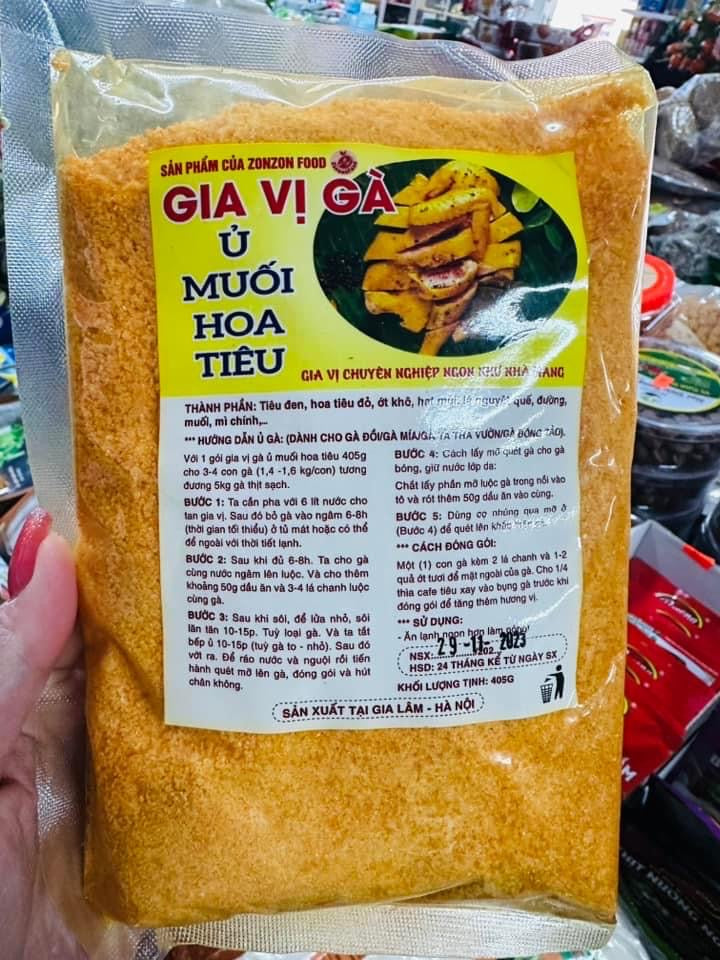 SẢN PHẨM CỦA ZONZON FOOD
GIA VỊ GÀ
Ủ
MUỐI
HOA
TIÊU
GIA VỊ CHUYÊN NGHIỆP NGON NHƯ NHÀ HÀNG
THÀNH PHẦN: Tiêu đen, hoa tiêu đỏ, ớt khô, hạt mùi, lá nguyệt quế, đường,
muối, mì chính,...
*** HƯỚNG DẪN Ủ GÀ: (DÀNH CHO GÀ ĐỒI/GÀ MÍA/GÀ TA THẢ VƯỜN/GÀ ĐÔNG TẢO).
Với 1 gói gia vị gà ủ muối hoa tiêu 405g
cho 3-4 con gà (1,4 -1,6 kg/con) tương
đương 5kg gà thịt sạch.
BƯỚC 1: Ta cần pha với 6 lít nước cho
tan gia vị. Sau đó bỏ gà vào ngâm 6-8h
(thời gian tối thiểu) ở tủ mát hoặc có thể
để ngoài với thời tiết lạnh.
BƯỚC 2: Sau khi đủ 6-8h. Ta cho gà
cùng nước ngâm lên luộc. Và cho thêm
khoảng 50g dầu ăn và 3-4 lá chanh luộc
cùng gà.
BƯỚC 3: Sau khi sôi, để lửa nhỏ, sôi
lăn tăn 10-15p. Tuỳ loại gà. Và ta tắt
bếp ủ 10-15p (tuỳ gà to - nhỏ). Sau đó
vớt ra. Để ráo nước và nguội rồi tiến
hành quét mỡ lên gà, đóng gói và hút
chân không.
BƯỚC 4: Cách lấy mỡ quét gà cho gà
bóng, giữ nước lớp da:
Chắt lấy phần mỡ luộc gà trong nồi vào
tô và rót thêm 50g dầu ăn vào cùng.
BƯỚC 5: Dùng cọ nhúng qua mỡ ở
(Bước 4) để quét lên khắp
*** CÁCH ĐÓNG GÓI:
Một (1) con gà kèm 2 lá chanh và 1-2
quả ớt tươi để mặt ngoài của gà. Cho 1/4
thìa cafe tiêu xay vào bụng gà trước khi
đóng gói để tăng thêm hương vị.
*** SỬ DỤNG:
- Ăn lạnh ngon hơn làm nóng!
NSX: 29 -11- 2023
HSD: 24 THÁNG KỂ TỪ NGÀY SX
KHỐI LƯỢNG TỊNH: 405G
SẢN XUẤT TẠI GIA LÂM - HÀ NỘI